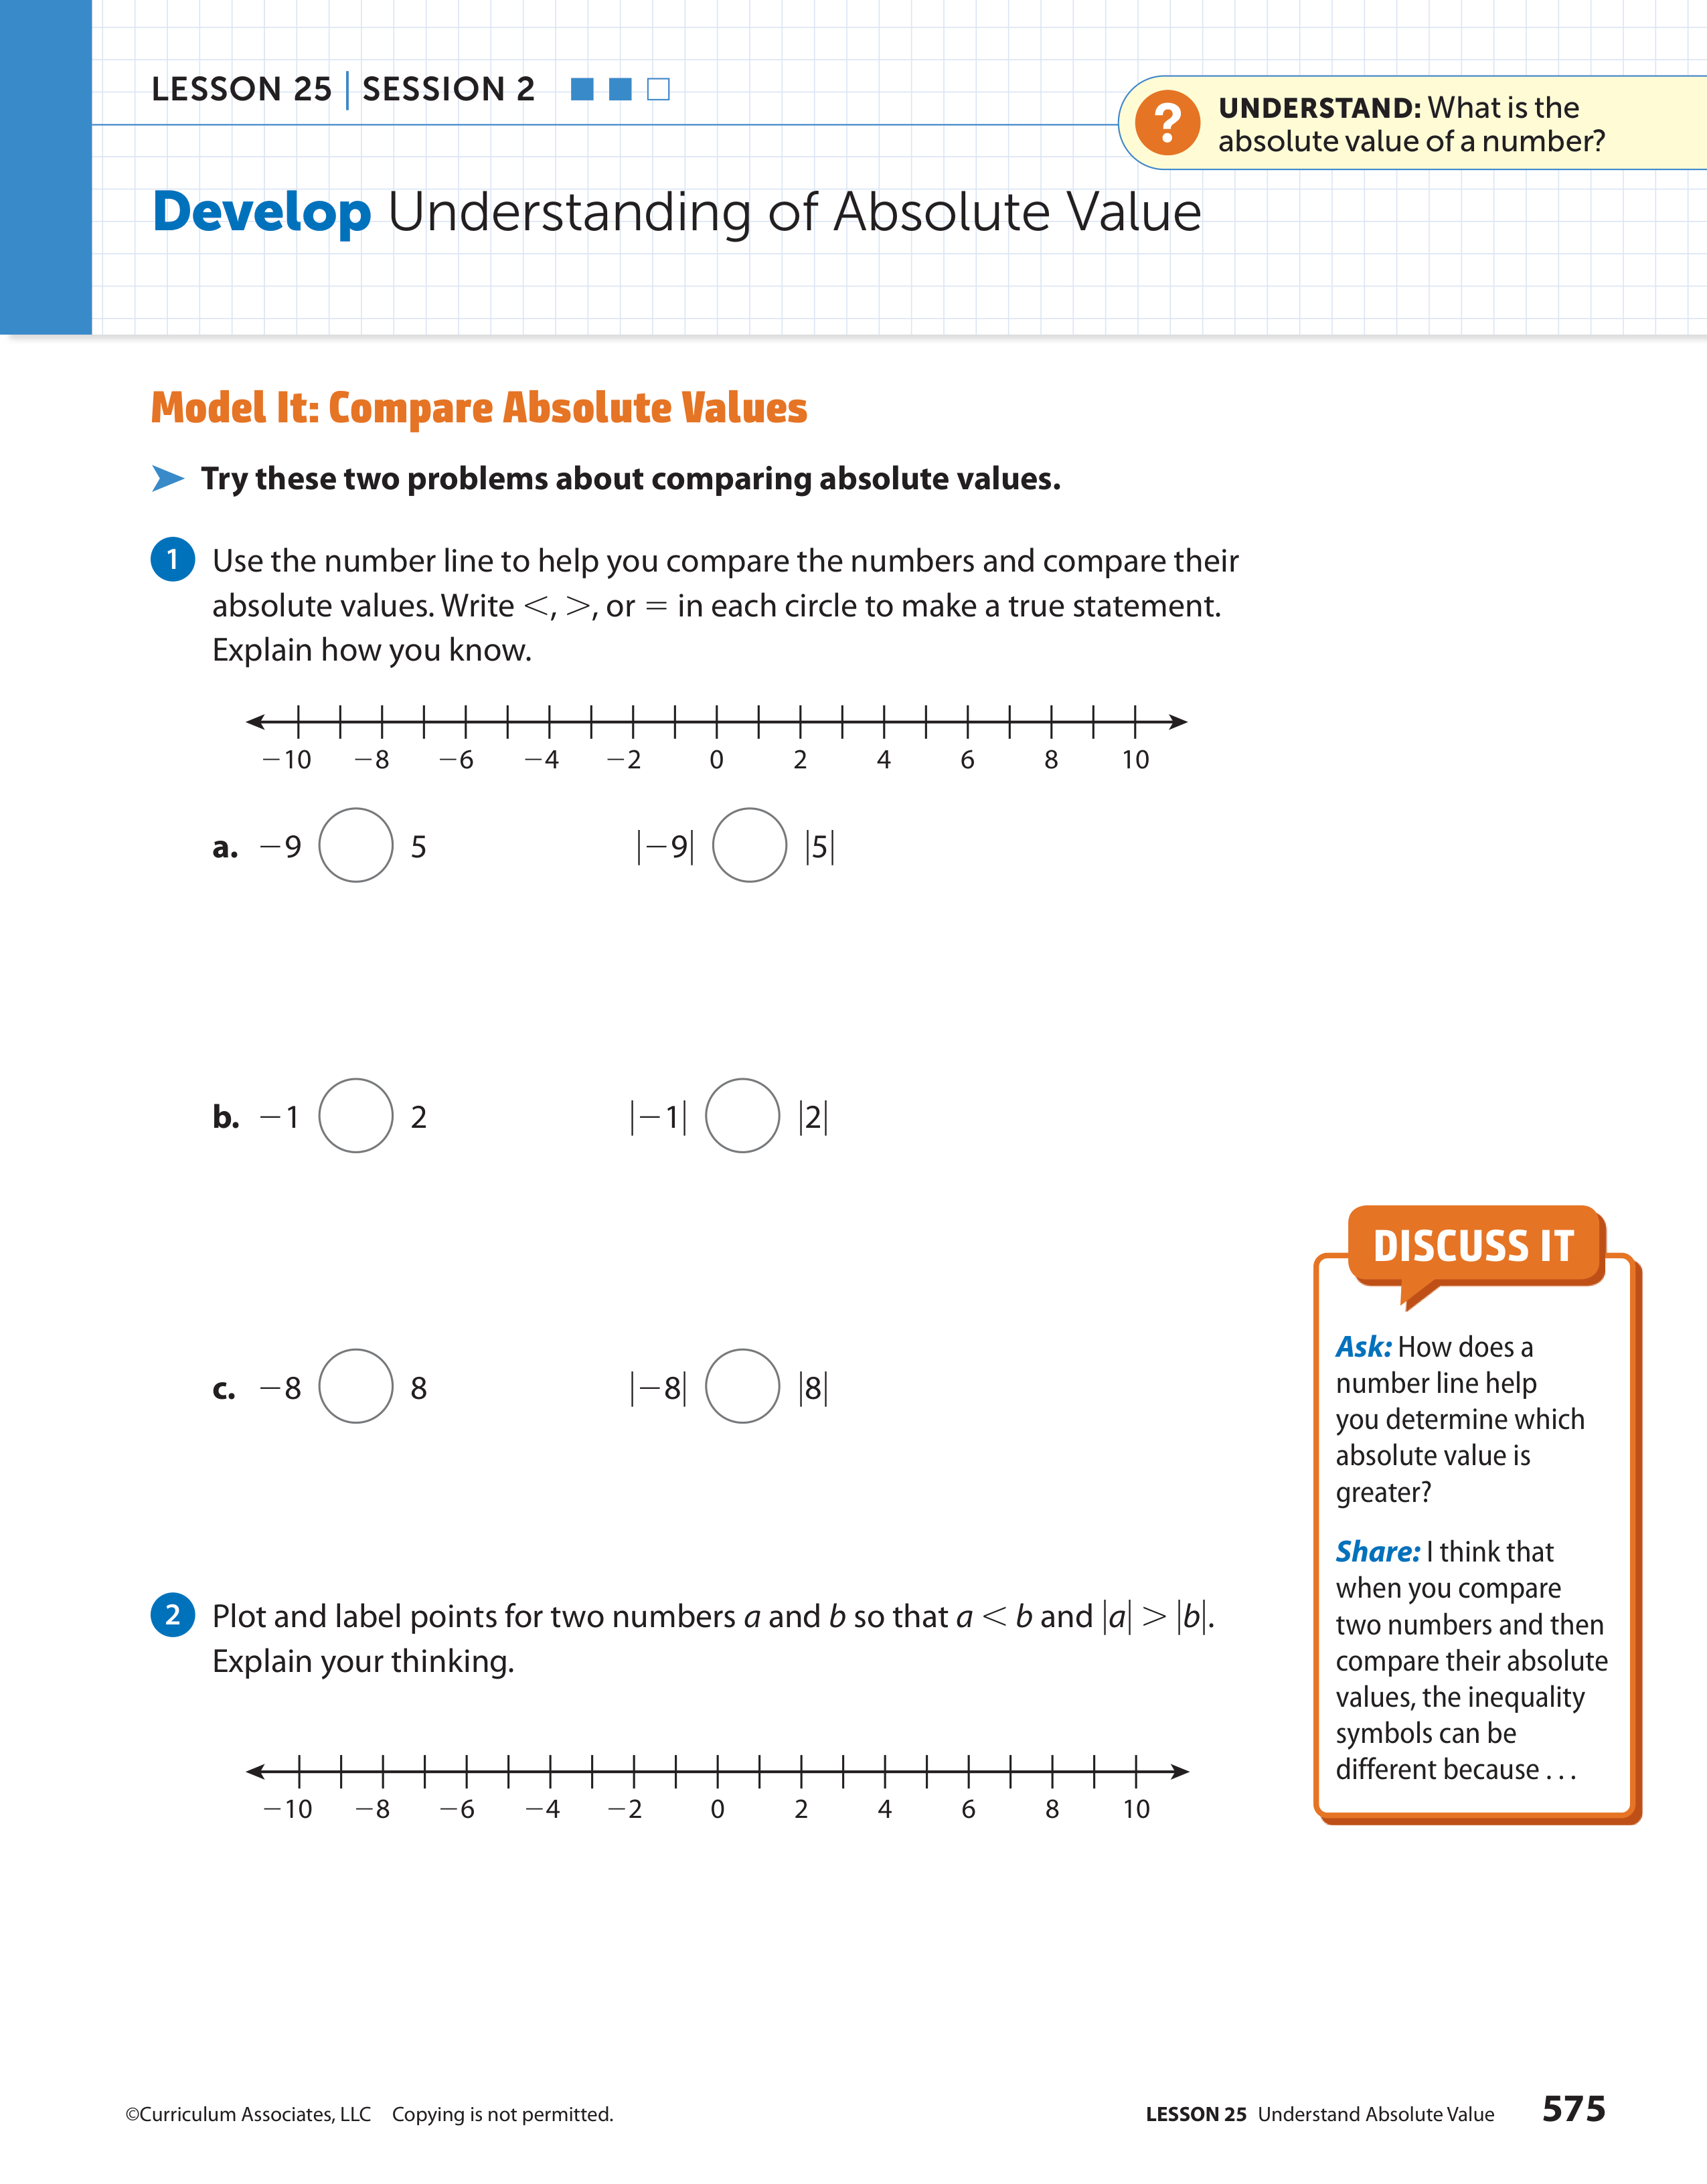 LESSON 25 | SESSION 2
? UNDERSTAND: What is the
absolute value of a number?
Develop Understanding of Absolute Value
Model It: Compare Absolute Values
➤ Try these two problems about comparing absolute values.
1 Use the number line to help you compare the numbers and compare their
absolute values. Write <, >, or = in each circle to make a true statement.
Explain how you know.
−10 −8 −6 −4 −2 0 2 4 6 8 10
a. −9 5 |−9| |5|
b. −1 2 |−1| |2|
c. −8 8 |−8| |8|
2 Plot and label points for two numbers a and b so that a < b and |a| > |b|.
Explain your thinking.
−10 −8 −6 −4 −2 0 2 4 6 8 10
DISCUSS IT
Ask: How does a
number line help
you determine which
absolute value is
greater?
Share: I think that
when you compare
two numbers and then
compare their absolute
values, the inequality
symbols can be
different because . . .
©Curriculum Associates, LLC Copying is not permitted.
LESSON 25 Understand Absolute Value 575